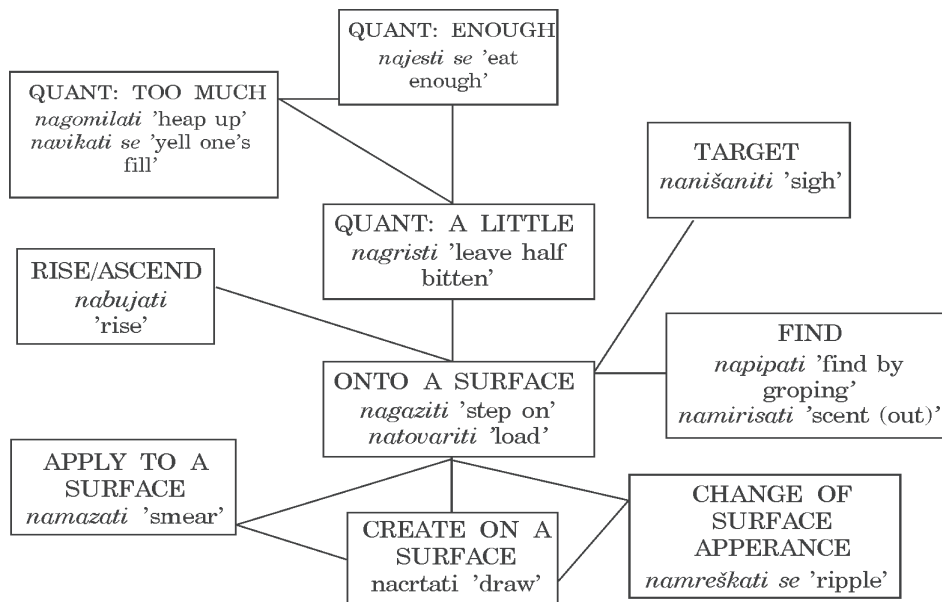 QUANT: ENOUGH
najesti se 'eat
enough'
QUANT: TOO MUCH
nagomilati 'heap up'
navikati se 'yell one's
fill'
TARGET
nanišaniti 'sigh'
QUANT: A LITTLE
nagristi 'leave half
bitten'
RISE/ASCEND
nabujati
'rise'
FIND
napipati 'find by
groping'
namirisati 'scent (out)'
ONTO A SURFACE
nagaziti 'step on'
natovariti 'load'
APPLY TO A
SURFACE
namazati 'smear'
CREATE ON A
SURFACE
nacrtati 'draw'
CHANGE OF
SURFACE
APPERANCE
namreškati se 'ripple'